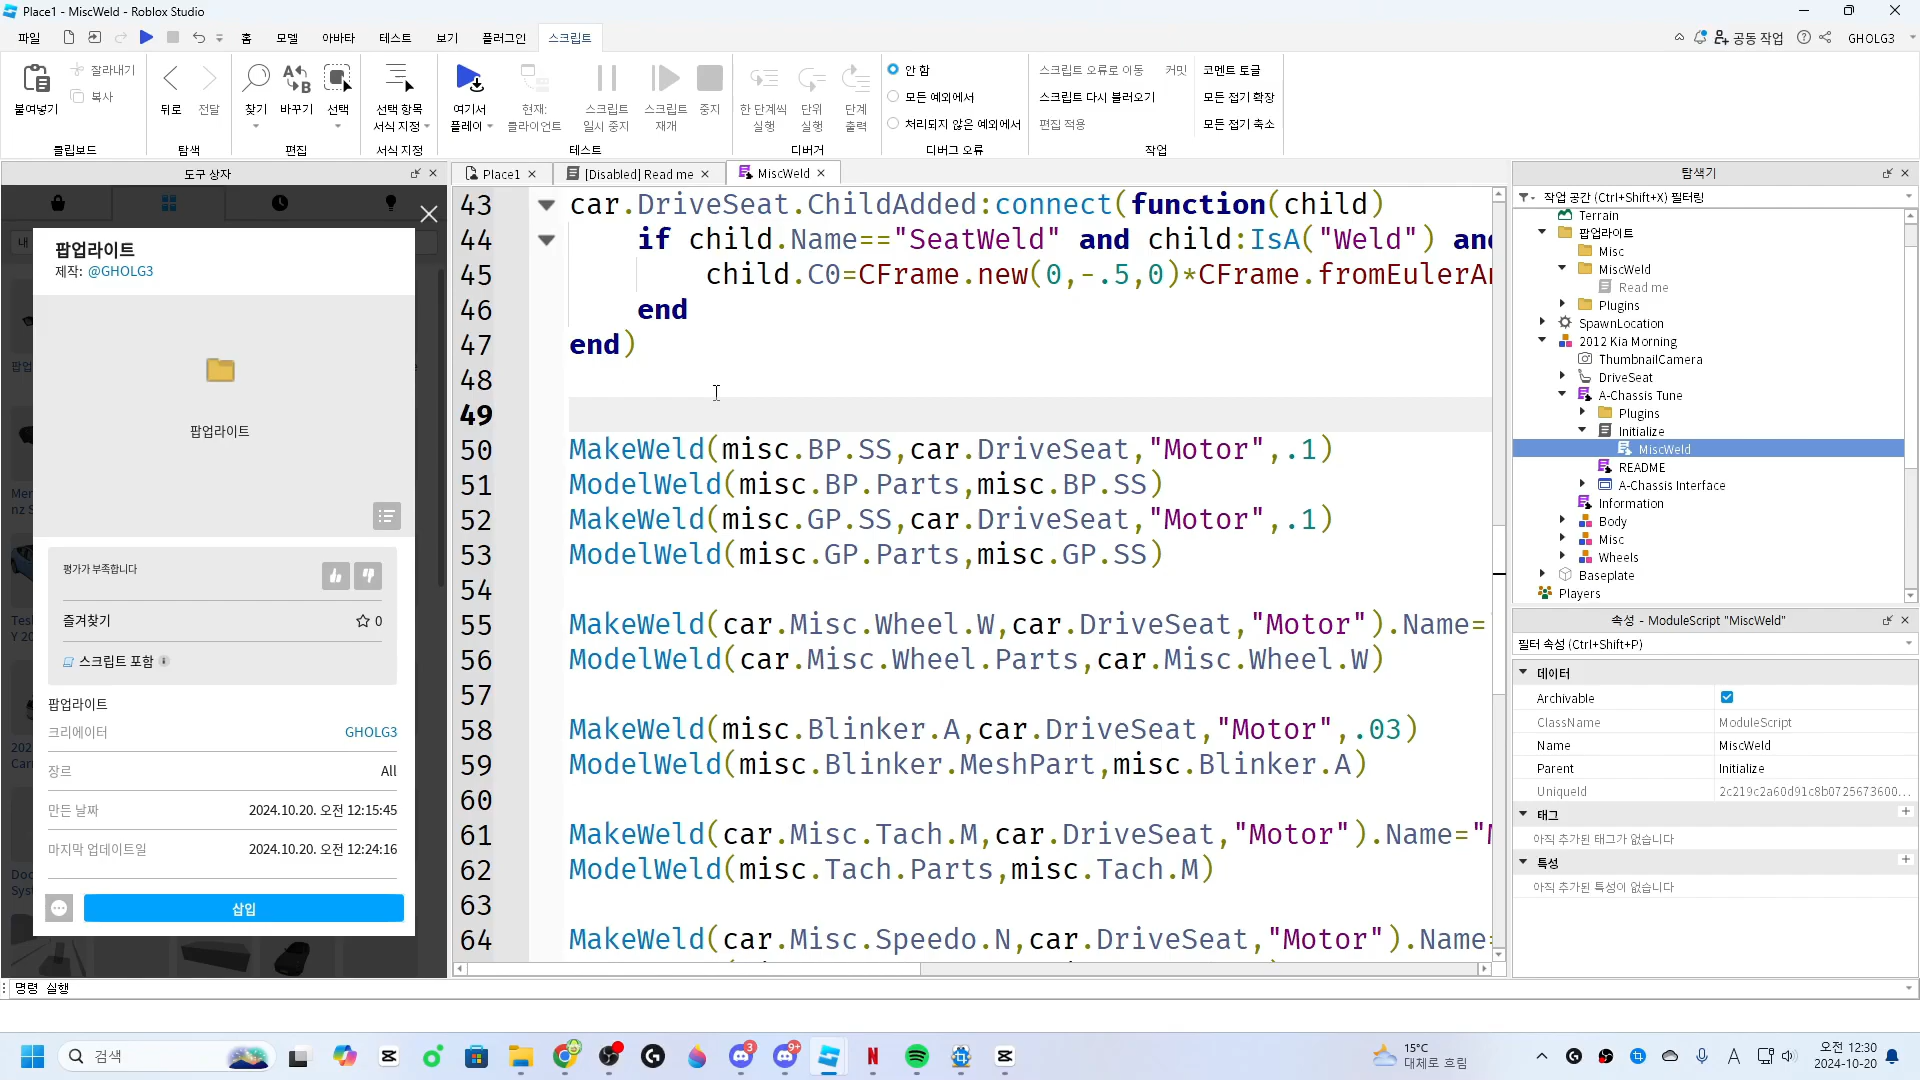 Place1 - MiscWeld - Roblox Studio
파일
홈
모델
아바타
테스트
보기
플러그인
스크립트
공동 작업
GHOLG3
붙여넣기
잘라내기
복사
클립보드
뒤로
전달
탐색
찾기
바꾸기
선택
편집
선택 항목
서식 지정
서식 지정
여기서
플레이
현재:
클라이언트
스크립트
일시 중지
스크립트
재개
중지
테스트
한 단계씩
실행
단위
실행
단계
출력
디버거
안 함
모든 예외에서
처리되지 않은 예외에서
디버그 오류
스크립트 오류로 이동
커밋
스크립트 다시 불러오기
편집 적용
코멘트 토글
모든 접기 확장
모든 접기 축소
작업
도구 상자
Place1
[Disabled] Read me
MiscWeld
팝업라이트
제작: @GHOLG3
팝업라이트
평가가 부족합니다
즐겨찾기
0
스크립트 포함
팝업라이트
크리에이터
GHOLG3
장르
All
만든 날짜
2024.10.20. 오전 12:15:45
마지막 업데이트일
2024.10.20. 오전 12:24:16
삽입
43 car.DriveSeat.ChildAdded:connect(function(child)
44 if child.Name=="SeatWeld" and child:IsA("Weld") and
45 child.C0=CFrame.new(0,-.5,0)*CFrame.fromEulerAn
46 end
47 end)
48
49
50 MakeWeld(misc.BP.SS,car.DriveSeat,"Motor",.1)
51 ModelWeld(misc.BP.Parts,misc.BP.SS)
52 MakeWeld(misc.GP.SS,car.DriveSeat,"Motor",.1)
53 ModelWeld(misc.GP.Parts,misc.GP.SS)
54
55 MakeWeld(car.Misc.Wheel.W,car.DriveSeat,"Motor").Name="
56 ModelWeld(car.Misc.Wheel.Parts,car.Misc.Wheel.W)
57
58 MakeWeld(misc.Blinker.A,car.DriveSeat,"Motor",.03)
59 ModelWeld(misc.Blinker.MeshPart,misc.Blinker.A)
60
61 MakeWeld(car.Misc.Tach.M,car.DriveSeat,"Motor").Name="M
62 ModelWeld(misc.Tach.Parts,misc.Tach.M)
63
64 MakeWeld(car.Misc.Speedo.N,car.DriveSeat,"Motor").Name=
탐색기
작업 공간 (Ctrl+Shift+X) 필터링
Terrain
팝업라이트
Misc
MiscWeld
Read me
Plugins
SpawnLocation
2012 Kia Morning
ThumbnailCamera
DriveSeat
A-Chassis Tune
Plugins
Initialize
MiscWeld
README
A-Chassis Interface
Information
Body
Misc
Wheels
Baseplate
Players
속성 - ModuleScript "MiscWeld"
필터 속성 (Ctrl+Shift+P)
데이터
Archivable
ClassName ModuleScript
Name MiscWeld
Parent Initialize
UniqueId 2c219c2a60d91c8b0725673600...
태그
아직 추가된 태그가 없습니다
특성
아직 추가된 특성이 없습니다
명령 실행
검색
3
9+
15°C
대체로 흐림
A
오전 12:30
2024-10-20